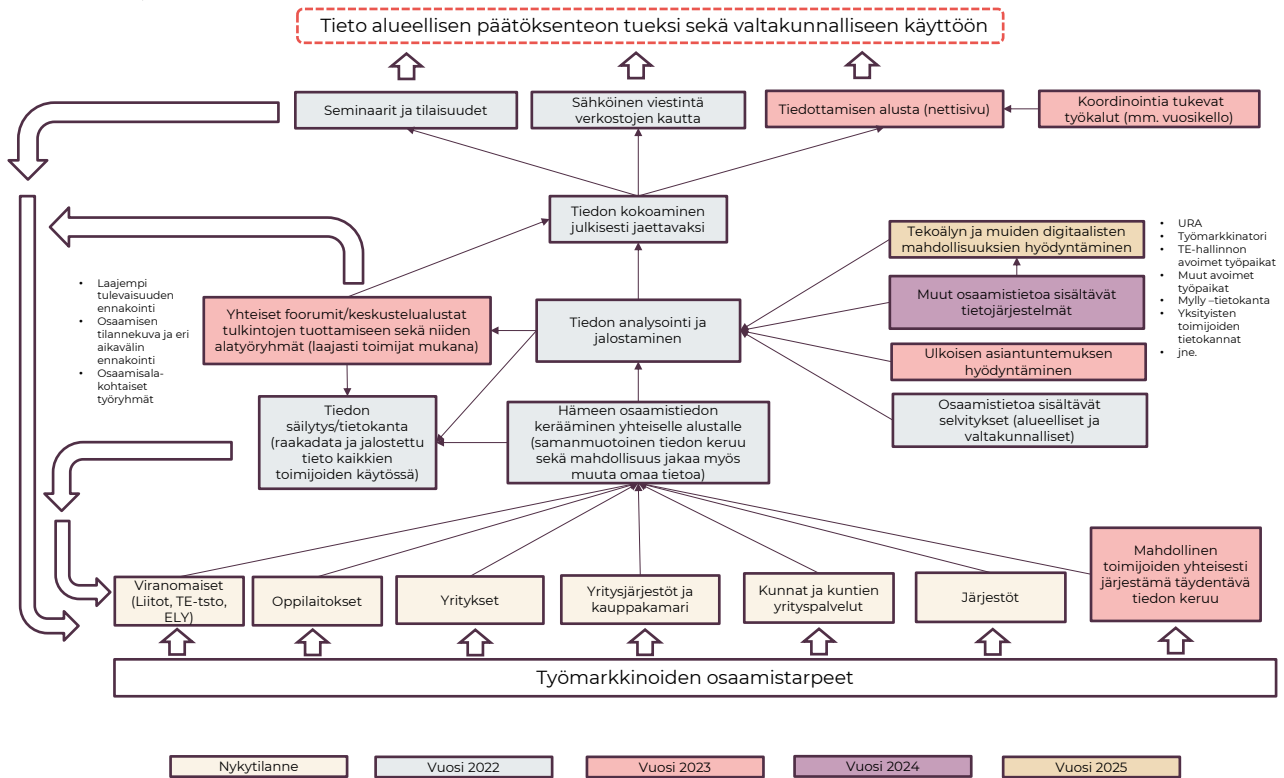 Tieto alueellisen päätöksenteon tueksi sekä valtakunnalliseen käyttöön
Seminaarit ja tilaisuudet
Sähköinen viestintä
verkostojen kautta
Tiedottamisen alusta (nettisivu)
Koordinointia tukevat
työkalut (mm. vuosikello)
Tiedon kokoaminen
julkisesti jaettavaksi
Tekoälyn ja muiden digitaalisten
mahdollisuuksien hyödyntäminen
• URA
• Työmarkkinatori
• TE-hallinnon
avoimet työpaikat
• Muut avoimet
työpaikat
• Mylly –tietokanta
• Yksityisten
toimijoiden
tietokannat
• jne.
• Laajempi
tulevaisuuden
ennakointi
• Osaamisen
tilannekuva ja eri
aikavälin
ennakointi
• Osaamisala-
kohtaiset
työryhmät
Yhteiset foorumit/keskustelualustat
tulkintojen tuottamiseen sekä niiden
alatyöryhmät (laajasti toimijat mukana)
Tiedon analysointi ja
jalostaminen
Muut osaamistietoa sisältävät
tietojärjestelmät
Ulkoisen asiantuntemuksen
hyödyntäminen
Tiedon
säilytys/tietokanta
(raakadata ja jalostettu
tieto kaikkien
toimijoiden käytössä)
Hämeen osaamistiedon
kerääminen yhteiselle alustalle
(samanmuotoinen tiedon keruu
sekä mahdollisuus jakaa myös
muuta omaa tietoa)
Osaamistietoa sisältävät
selvitykset (alueelliset ja
valtakunnalliset)
Viranomaiset
(Liitot, TE-tsto,
ELY)
Oppilaitokset
Yritykset
Yritysjärjestöt ja
kauppakamari
Kunnat ja kuntien
yrityspalvelut
Järjestöt
Mahdollinen
toimijoiden yhteisesti
järjestämä täydentävä
tiedon keruu
Työmarkkinoiden osaamistarpeet
Nykytilanne
Vuosi 2022
Vuosi 2023
Vuosi 2024
Vuosi 2025